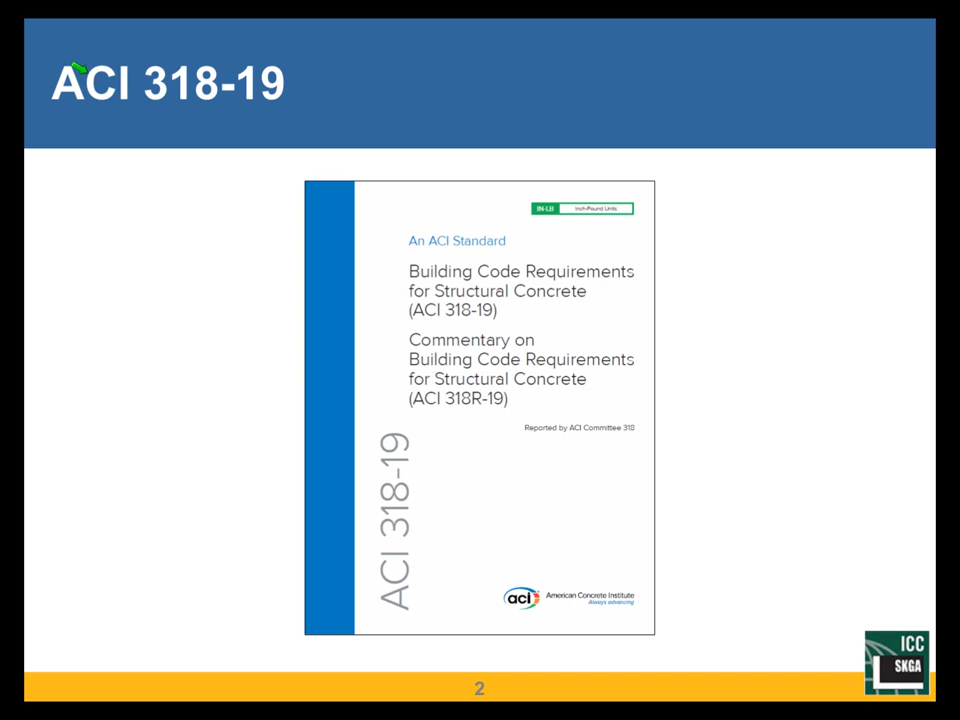 ACI 318-19
IN-LB Inch-Pound Units
An ACI Standard
Building Code Requirements
for Structural Concrete
(ACI 318-19)
Commentary on
Building Code Requirements
for Structural Concrete
(ACI 318R-19)
Reported by ACI Committee 318
ACI 318-19
aci American Concrete Institute
Always advancing
ICC
SKGA
2